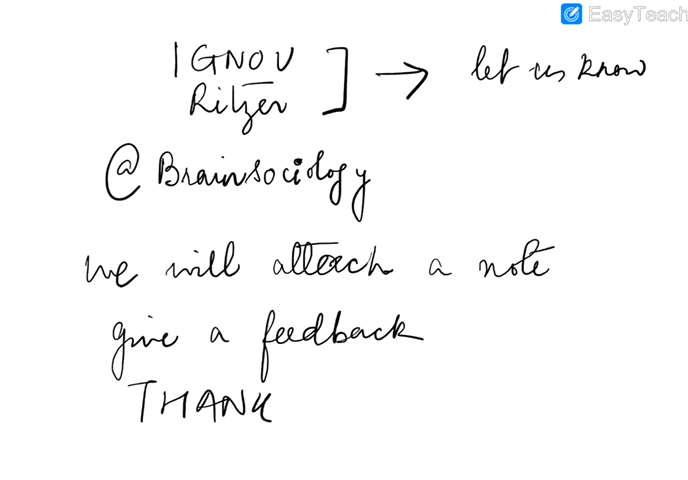 EasyTeach
IGNOU ] → let us know
Ritzer
@Brainsociology
we will attach a note
give a feedback
THANK